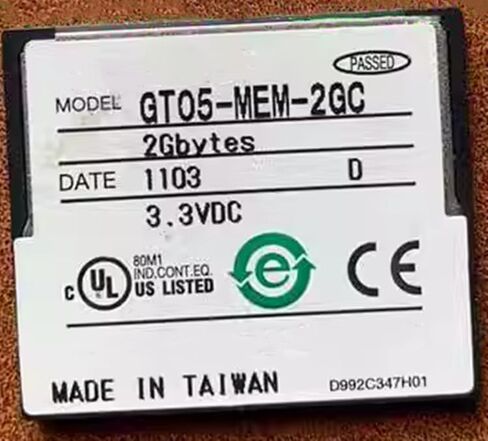 PASSED
MODEL GT05-MEM-2GC
2Gbytes
DATE 1103 D
3.3VDC
80M1
IND.CONT.EQ.
C UL US LISTED
e
CE
MADE IN TAIWAN
D992C347H01